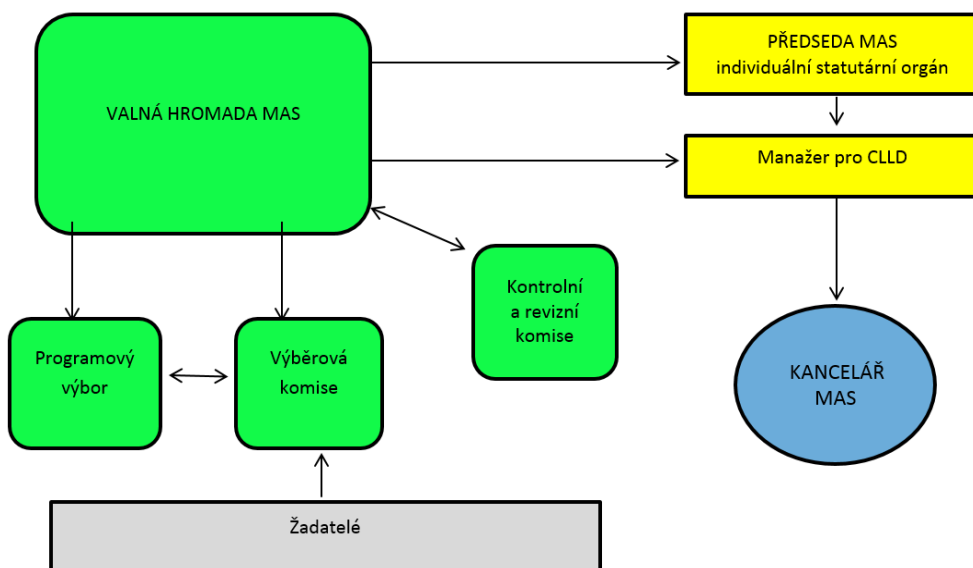 VALNÁ HROMADA MAS
PŘEDSEDA MAS
individuální statutární orgán
Manažer pro CLLD
Kontrolní
a revizní
komise
Programový
výbor
Výběrová
komise
KANCELÁŘ
MAS
Žadatelé